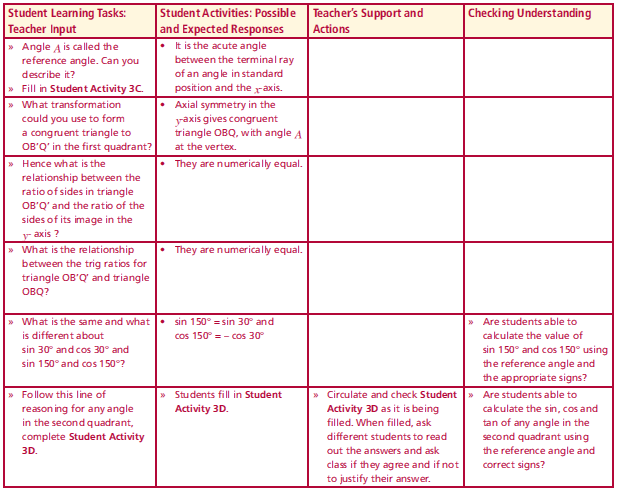 Student Learning Tasks:
Teacher Input
Student Activities: Possible
and Expected Responses
Teacher's Support and
Actions
Checking Understanding
» Angle A is called the
reference angle. Can you
describe it?
» Fill in Student Activity 3C.
• It is the acute angle
between the terminal ray
of an angle in standard
position and the x axis.
» What transformation
could you use to form
a congruent triangle to
OB'Q' in the first quadrant?
• Axial symmetry in the
y-axis gives congruent
triangle OBQ, with angle A
at the vertex.
» Hence what is the
relationship between the
ratio of sides in triangle
OB'Q' and the ratio of the
sides of its image in the
y- axis ?
• They are numerically equal.
» What is the relationship
between the trig ratios for
triangle OB'Q' and triangle
OBQ?
• They are numerically equal.
» What is the same and what
is different about
sin 30° and cos 30° and
sin 150° and cos 150°?
• sin 150° = sin 30° and
cos 150° = – cos 30°
» Are students able to
calculate the value of
sin 150° and cos 150° using
the reference angle and
the appropriate signs?
» Follow this line of
reasoning for any angle
in the second quadrant,
complete Student Activity
3D.
» Students fill in Student
Activity 3D.
» Circulate and check Student
Activity 3D as it is being
filled. When filled, ask
different students to read
out the answers and ask
class if they agree and if not
to justify their answer.
» Are students able to
calculate the sin, cos and
tan of any angle in the
second quadrant using
the reference angle and
correct signs?